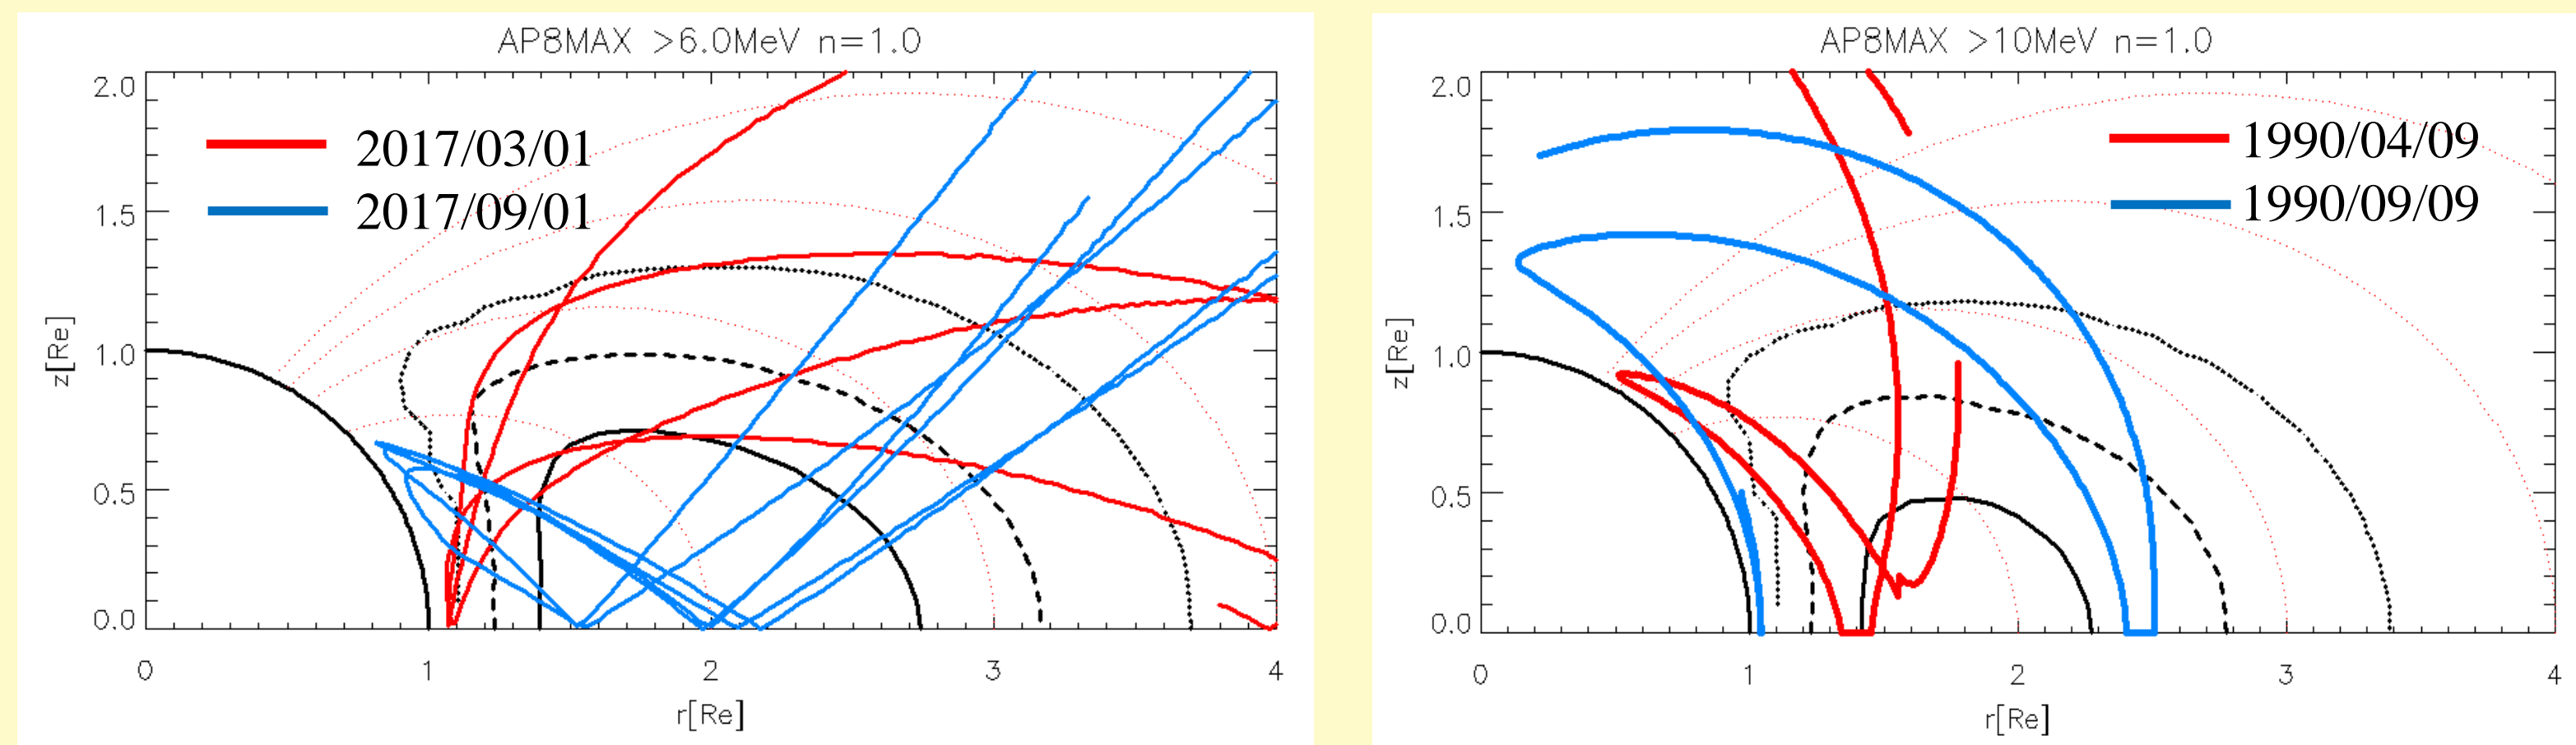 AP8MAX >6.0MeV n=1.0
2.0
2017/03/01
2017/09/01
1.5
z[Re]
1.0
0.5
0.0
0 1 2 3 4
r[Re]
AP8MAX >10MeV n=1.0
2.0
1990/04/09
1990/09/09
1.5
z[Re]
1.0
0.5
0.0
0 1 2 3 4
r[Re]